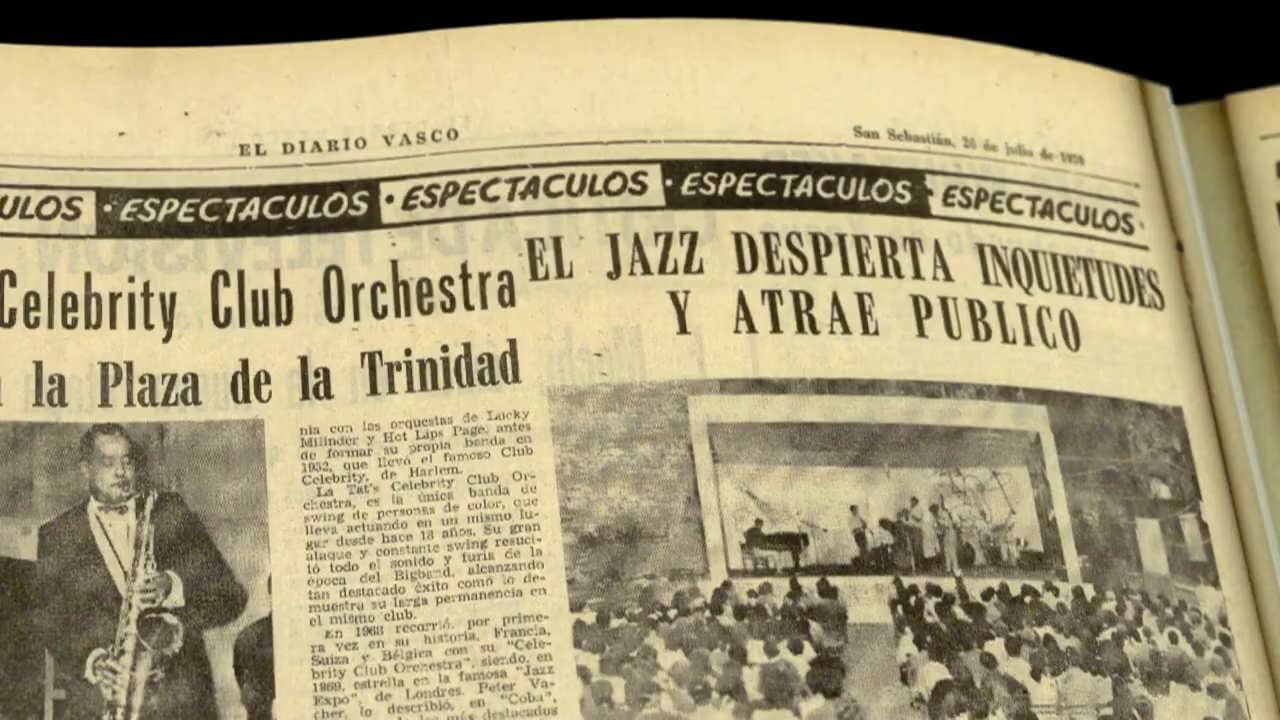 EL DIARIO VASCO
San Sebastián, 26 de julio de 1970
ULOS · ESPECTACULOS · ESPECTACULOS · ESPECTACULOS · ESPECTACULOS ·
Celebrity Club Orchestra
la Plaza de la Trinidad
nia con las orquestas de Lucky
Milinder y Hot Lips Page, antes
de formar su propia banda en
1952, que llevó el famoso Club
Celebrity, de Harlem.
La Tat's Celebrity Club Or-
chestra, es la única banda de
swing de personas de color, que
lleva actuando en un mismo lu-
gar desde hace 18 años. Su gran
ataque y constante swing resuci-
tó todo el sonido y furia de la
época del Bigband, alcanzando
tan destacado éxito como lo de-
muestra su larga permanencia en
el mismo club.
En 1968 recorrió, por prime-
ra vez en su historia, Francia,
Suiza y Bélgica con su "Cele-
brity Club Orchestra", siendo, en
1969, estrella en la famosa "Jazz
Expo", de Londres. Peter Va-
cher, lo describió, en "Coba",
más destacados
EL JAZZ DESPIERTA INQUIETUDES
Y ATRAE PUBLICO